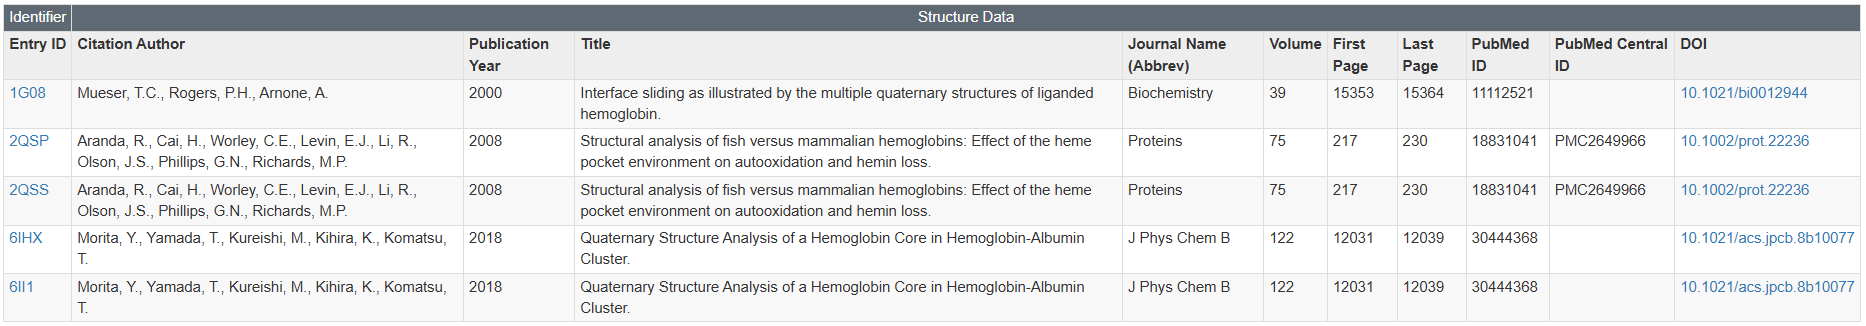 Identifier Structure Data
Entry ID Citation Author Publication Year Title Journal Name (Abbrev) Volume First Page Last Page PubMed ID PubMed Central ID DOI
1G08 Mueser, T.C., Rogers, P.H., Arnone, A. 2000 Interface sliding as illustrated by the multiple quaternary structures of liganded hemoglobin. Biochemistry 39 15353 15364 11112521 10.1021/bi0012944
2QSP Aranda, R., Cai, H., Worley, C.E., Levin, E.J., Li, R., Olson, J.S., Phillips, G.N., Richards, M.P. 2008 Structural analysis of fish versus mammalian hemoglobins: Effect of the heme pocket environment on autooxidation and hemin loss. Proteins 75 217 230 18831041 PMC2649966 10.1002/prot.22236
2QSS Aranda, R., Cai, H., Worley, C.E., Levin, E.J., Li, R., Olson, J.S., Phillips, G.N., Richards, M.P. 2008 Structural analysis of fish versus mammalian hemoglobins: Effect of the heme pocket environment on autooxidation and hemin loss. Proteins 75 217 230 18831041 PMC2649966 10.1002/prot.22236
6IHX Morita, Y., Yamada, T., Kureishi, M., Kihira, K., Komatsu, T. 2018 Quaternary Structure Analysis of a Hemoglobin Core in Hemoglobin-Albumin Cluster. J Phys Chem B 122 12031 12039 30444368 10.1021/acs.jpcb.8b10077
6II1 Morita, Y., Yamada, T., Kureishi, M., Kihira, K., Komatsu, T. 2018 Quaternary Structure Analysis of a Hemoglobin Core in Hemoglobin-Albumin Cluster. J Phys Chem B 122 12031 12039 30444368 10.1021/acs.jpcb.8b10077